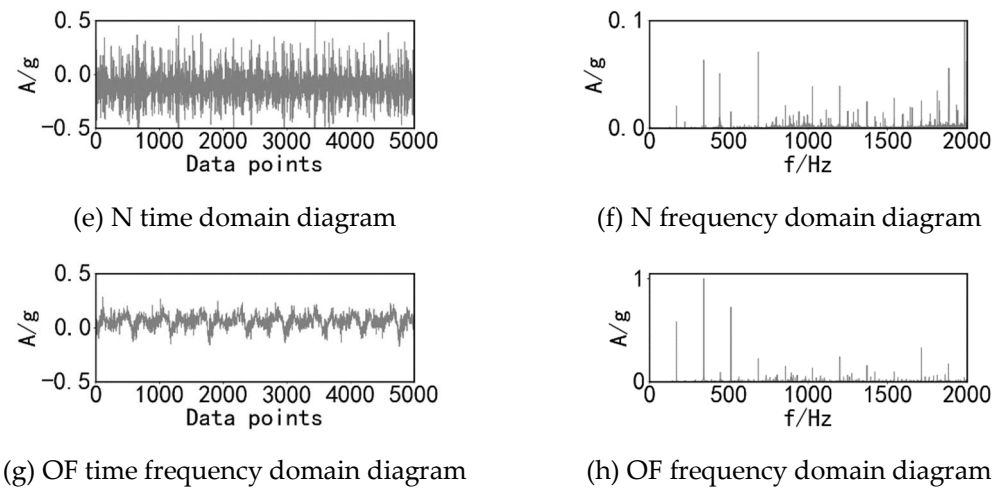 0.5
0.0
−0.5
A/g
0 1000 2000 3000 4000 5000
Data points
0.1
0.0
A/g
0 500 1000 1500 2000
f/Hz
(e) N time domain diagram
(f) N frequency domain diagram
0.5
0.0
−0.5
A/g
0 1000 2000 3000 4000 5000
Data points
1
0
A/g
0 500 1000 1500 2000
f/Hz
(g) OF time frequency domain diagram
(h) OF frequency domain diagram